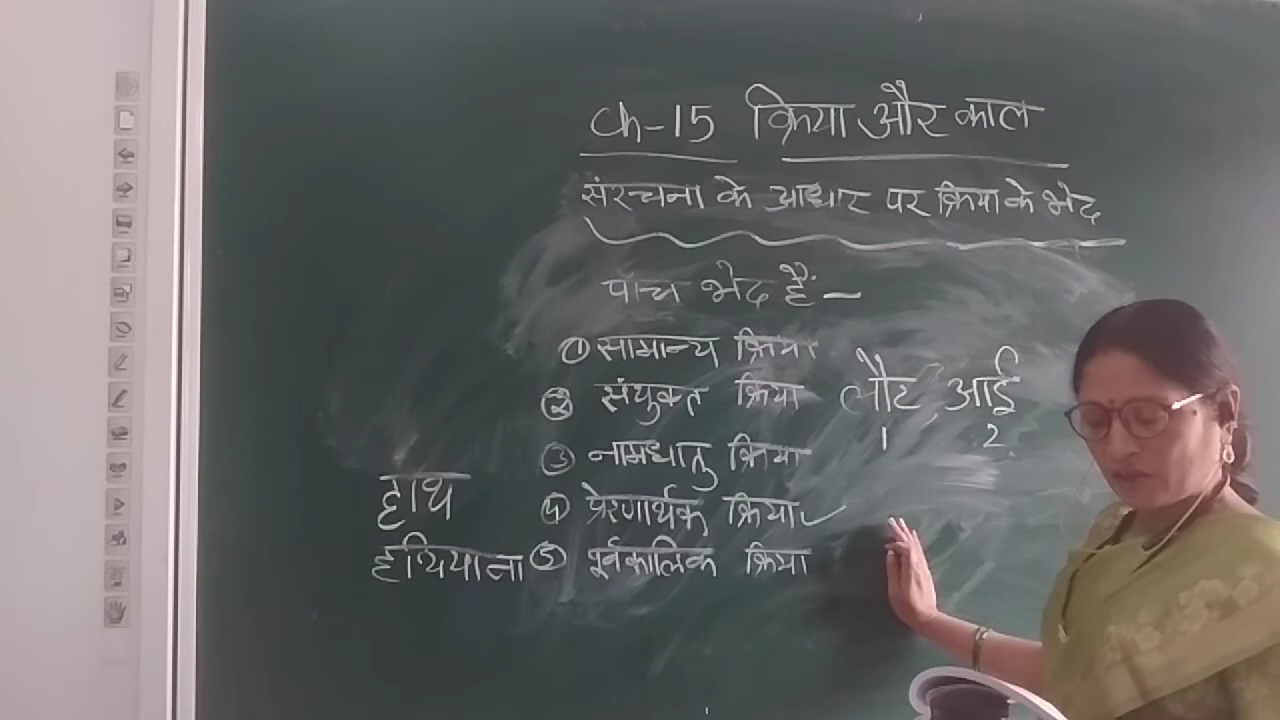 Ch-15 क्रिया और काल
संरचना के आधार पर क्रिया के भेद
पाँच भेद हैं–
① सामान्य क्रिया
② संयुक्त क्रिया
लौट आई
1 2
③ नामधातु क्रिया
④ प्रेरणार्थक क्रिया ✓
⑤ पूर्वकालिक क्रिया
हाथ
हथियाना